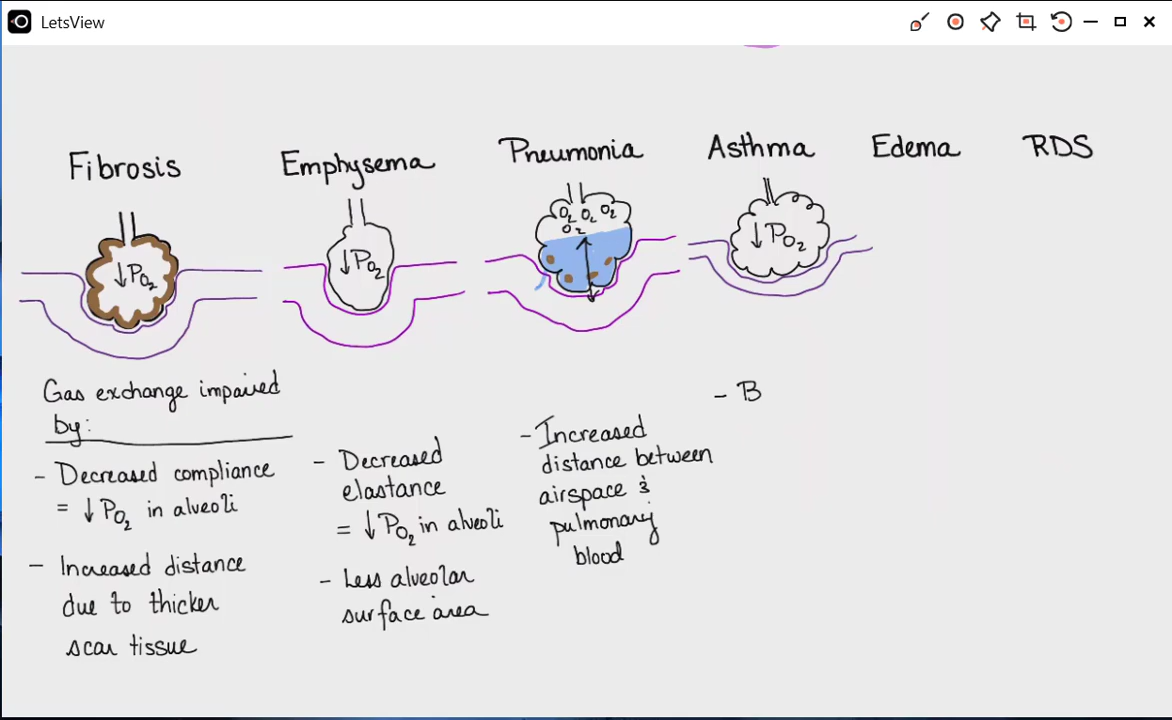 LetsView
Fibrosis
Emphysema
Pneumonia
Asthma
Edema
RDS
↓PO₂
↓PO₂
O₂ O₂ O₂
O₂
↓PO₂
Gas exchange impaired
by:
- Decreased compliance
= ↓PO₂ in alveoli
- Increased distance
due to thicker
scar tissue
- Decreased
elastance
= ↓PO₂ in alveoli
- Less alveolar
surface area
- Increased
distance between
airspace &
pulmonary
blood
- B